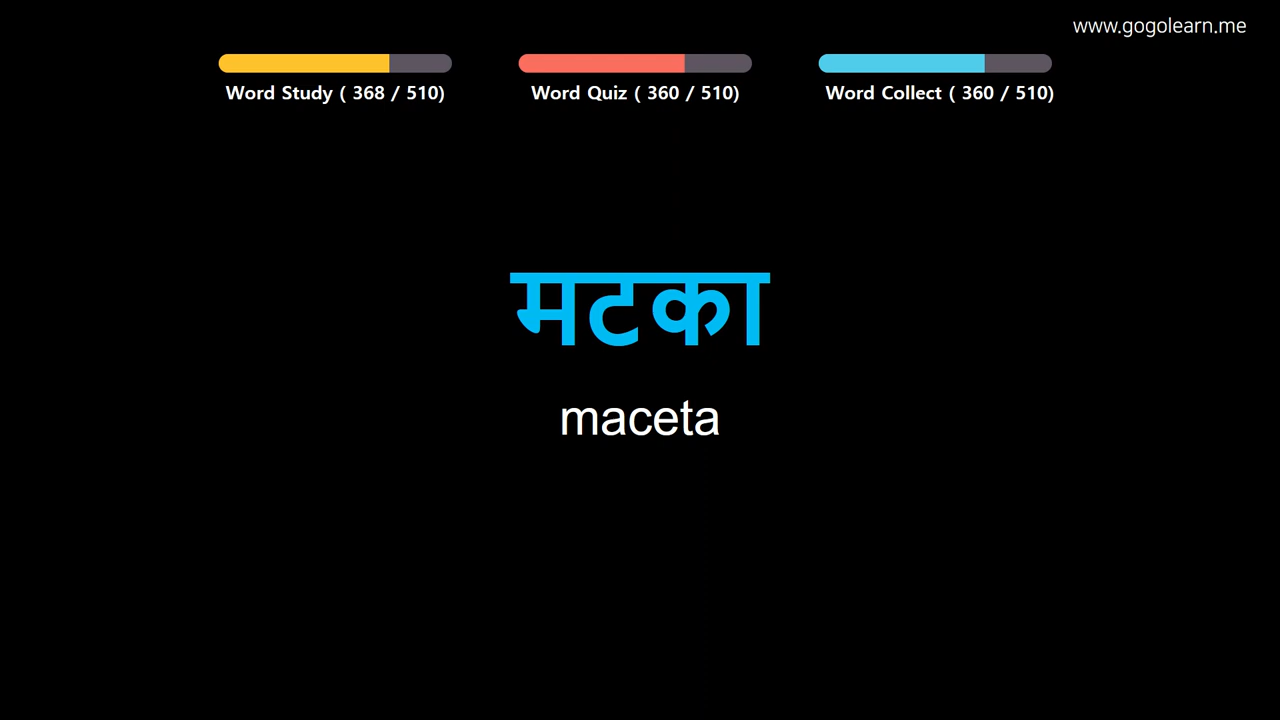 www.gogolearn.me
Word Study ( 368 / 510)
Word Quiz ( 360 / 510)
Word Collect ( 360 / 510)
मटका
maceta